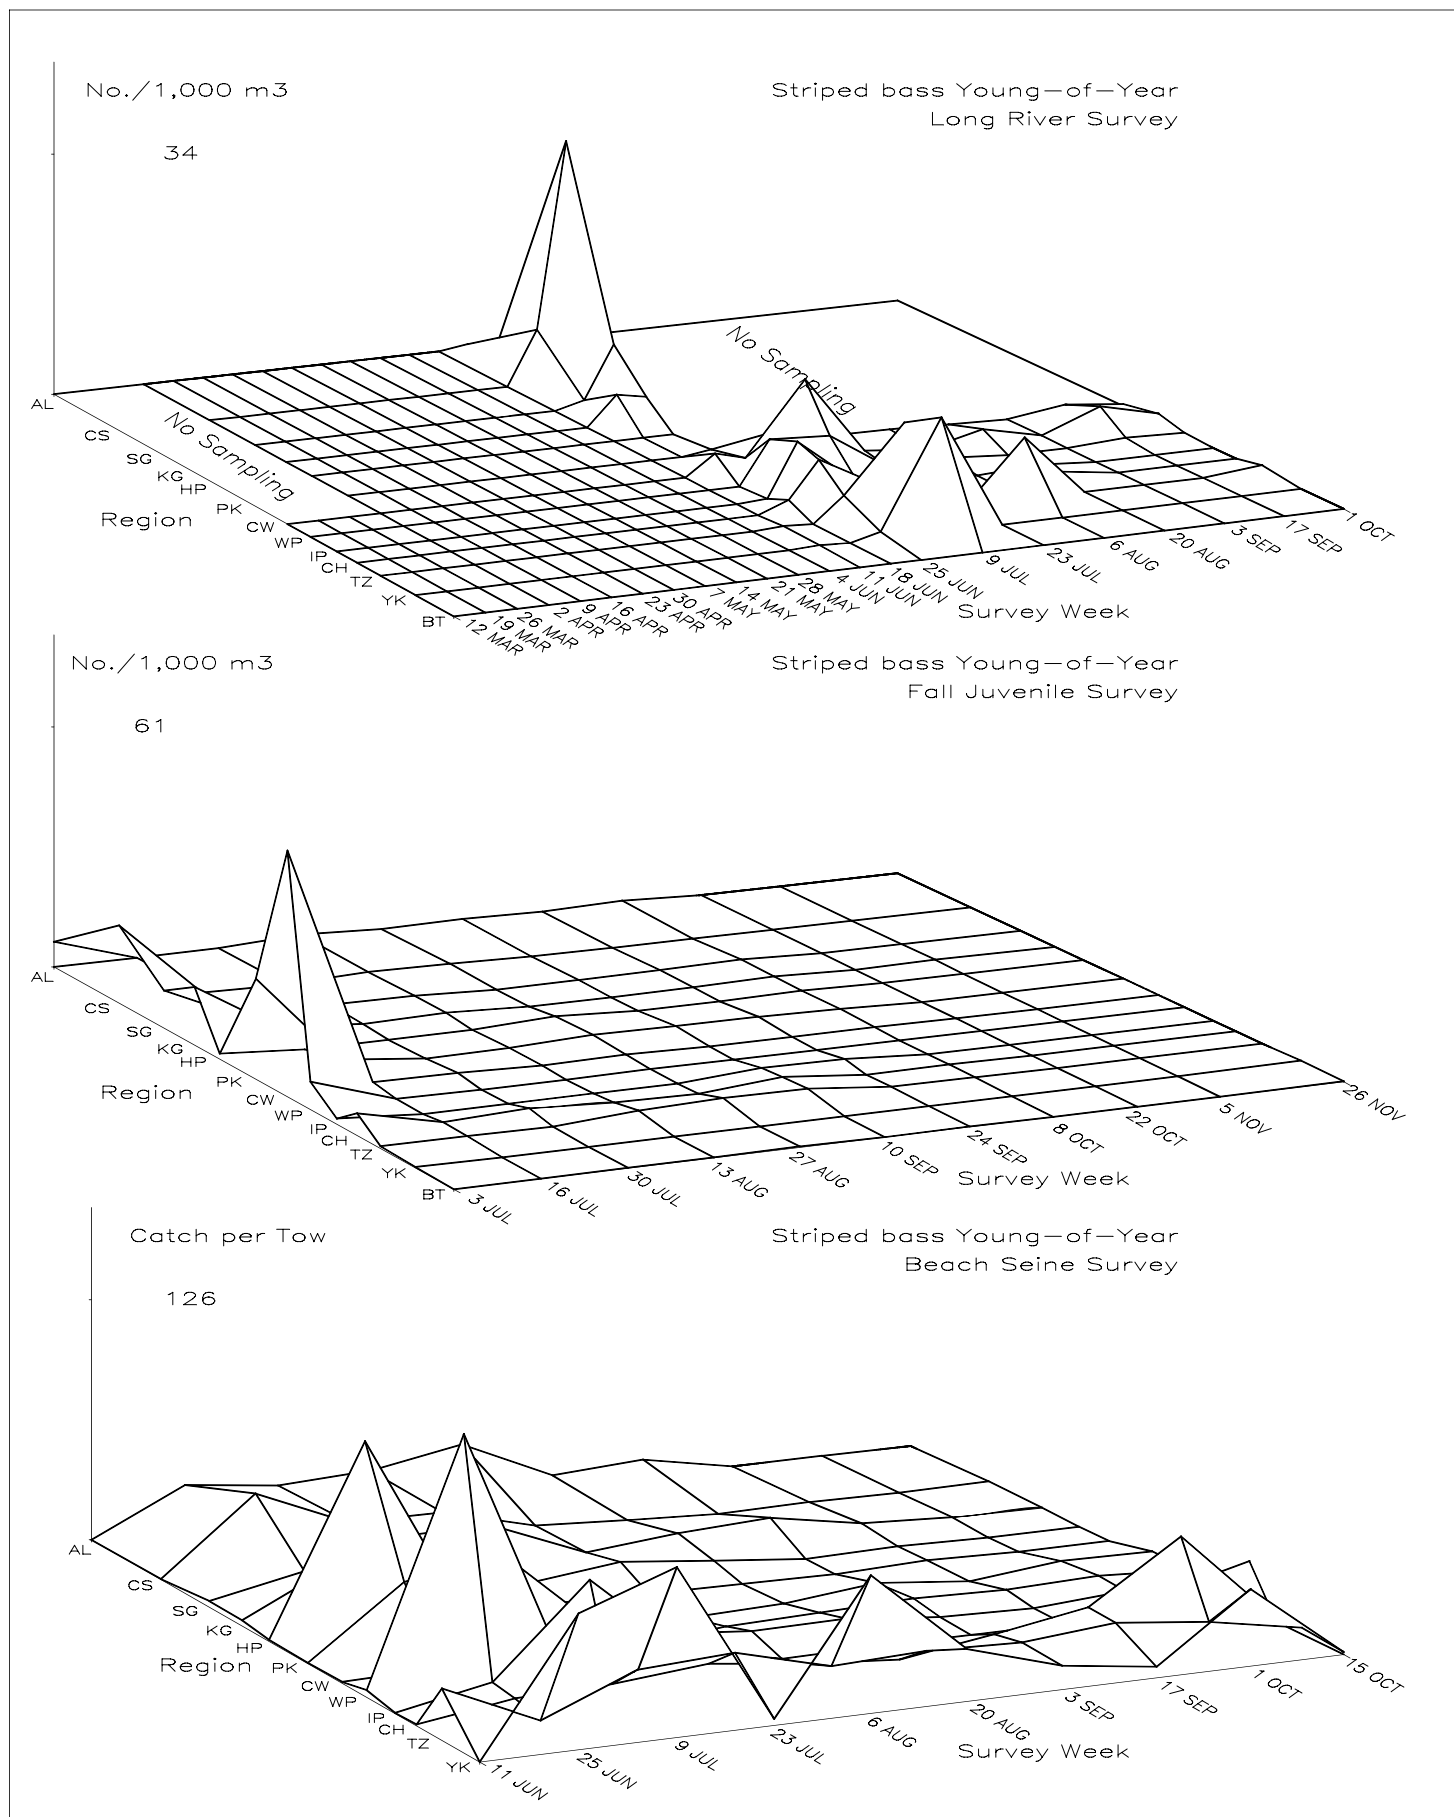 No./1,000 m3
Striped bass Young-of-Year
Long River Survey
34
No Sampling
No Sampling
AL
CS
SG
KG
HP
PK
CW
WP
IP
CH
TZ
YK
BT
Region
12 MAR
19 MAR
26 MAR
2 APR
9 APR
16 APR
23 APR
30 APR
7 MAY
14 MAY
21 MAY
28 MAY
4 JUN
11 JUN
18 JUN
25 JUN
9 JUL
23 JUL
6 AUG
20 AUG
3 SEP
17 SEP
1 OCT
Survey Week
No./1,000 m3
Striped bass Young-of-Year
Fall Juvenile Survey
61
AL
CS
SG
KG
HP
PK
CW
WP
IP
CH
TZ
YK
BT
Region
3 JUL
16 JUL
30 JUL
13 AUG
27 AUG
10 SEP
24 SEP
8 OCT
22 OCT
5 NOV
26 NOV
Survey Week
Catch per Tow
Striped bass Young-of-Year
Beach Seine Survey
126
AL
CS
SG
KG
HP
PK
CW
WP
IP
CH
TZ
YK
Region
11 JUN
25 JUN
9 JUL
23 JUL
6 AUG
20 AUG
3 SEP
17 SEP
1 OCT
15 OCT
Survey Week